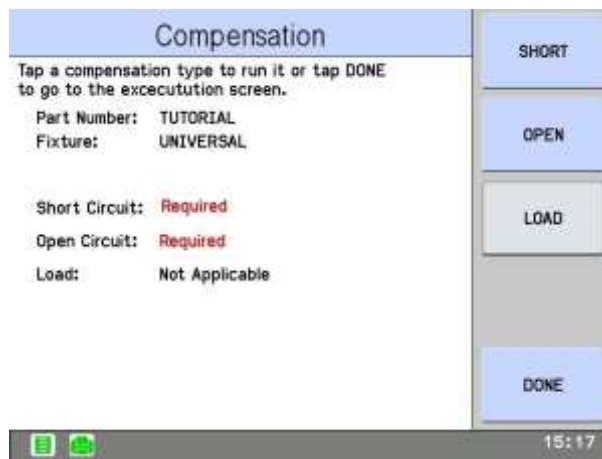 Compensation
Tap a compensation type to run it or tap DONE
to go to the excecutution screen.
Part Number: TUTORIAL
Fixture: UNIVERSAL
Short Circuit: Required
Open Circuit: Required
Load: Not Applicable
SHORT
OPEN
LOAD
DONE
15:17